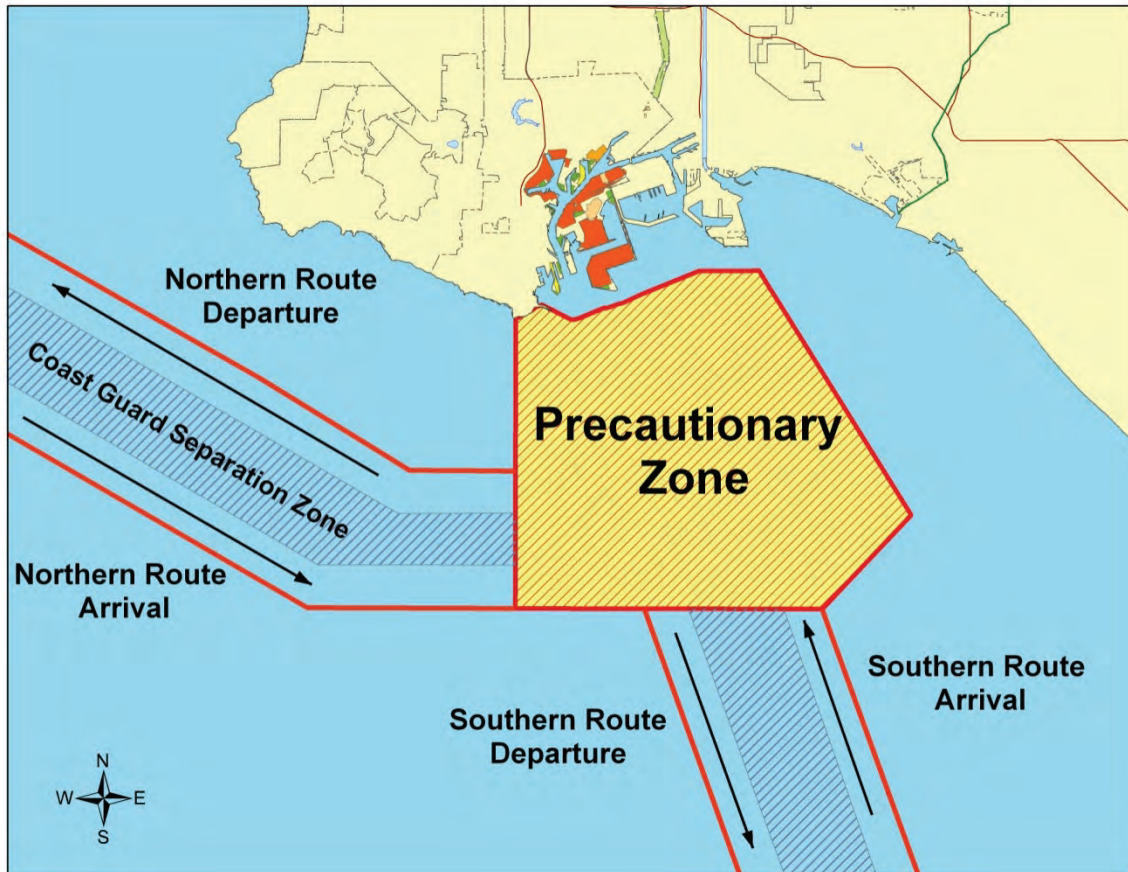 Northern Route
Departure
Coast Guard Separation Zone
Precautionary
Zone
Northern Route
Arrival
Southern Route
Arrival
Southern Route
Departure
N
W E
S